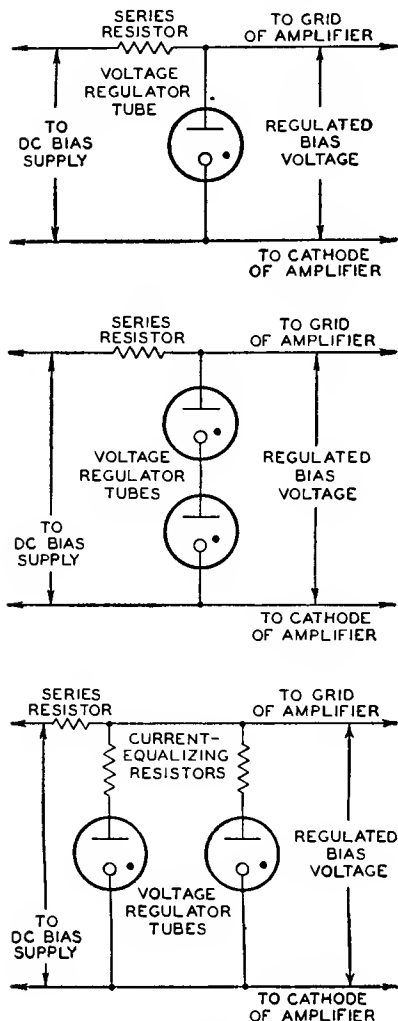 SERIES
RESISTOR
TO GRID
OF AMPLIFIER
VOLTAGE
REGULATOR
TUBE
TO
DC BIAS
SUPPLY
REGULATED
BIAS
VOLTAGE
TO CATHODE
OF AMPLIFIER
SERIES
RESISTOR
TO GRID
OF AMPLIFIER
VOLTAGE
REGULATOR
TUBES
REGULATED
BIAS
VOLTAGE
TO
DC BIAS
SUPPLY
TO CATHODE
OF AMPLIFIER
SERIES
RESISTOR
TO GRID
OF AMPLIFIER
CURRENT-
EQUALIZING
RESISTORS
REGULATED
BIAS
VOLTAGE
VOLTAGE
REGULATOR
TUBES
TO
DC BIAS
SUPPLY
TO CATHODE
OF AMPLIFIER